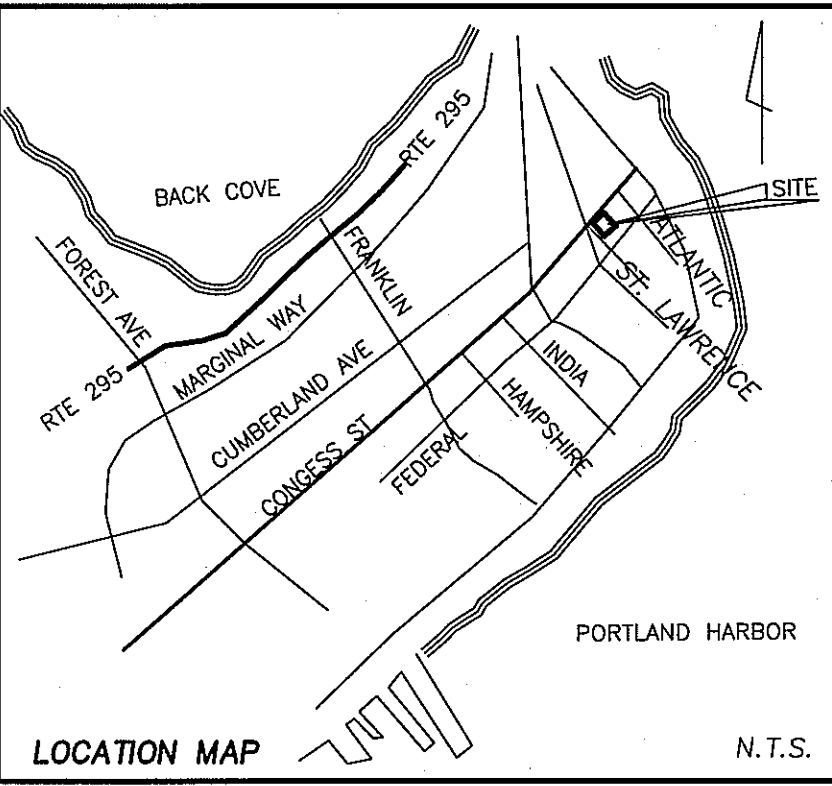 RTE 295
BACK COVE
SITE
FOREST AVE
FRANKLIN
ATLANTIC
ST. LAWRENCE
MARGINAL WAY
RTE 295
CUMBERLAND AVE
INDIA
HAMPSHIRE
CONGESS ST
FEDERAL
PORTLAND HARBOR
LOCATION MAP
N.T.S.